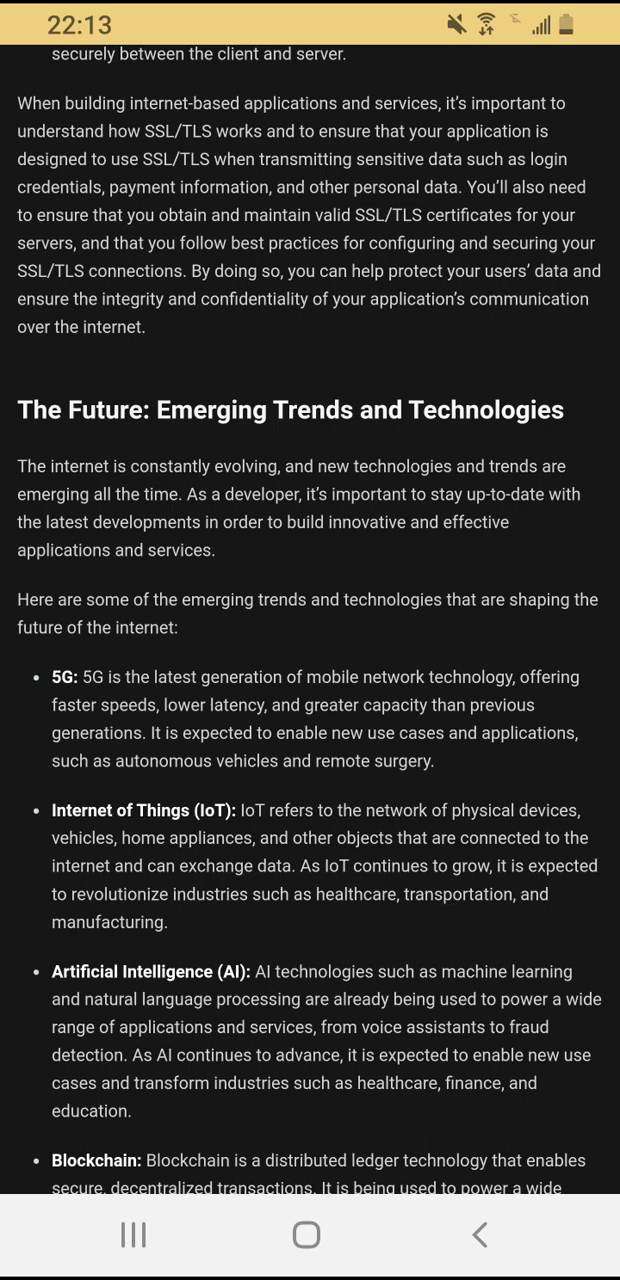 22:13
securely between the client and server.
When building internet-based applications and services, it’s important to
understand how SSL/TLS works and to ensure that your application is
designed to use SSL/TLS when transmitting sensitive data such as login
credentials, payment information, and other personal data. You’ll also need
to ensure that you obtain and maintain valid SSL/TLS certificates for your
servers, and that you follow best practices for configuring and securing your
SSL/TLS connections. By doing so, you can help protect your users’ data and
ensure the integrity and confidentiality of your application’s communication
over the internet.
The Future: Emerging Trends and Technologies
The internet is constantly evolving, and new technologies and trends are
emerging all the time. As a developer, it’s important to stay up-to-date with
the latest developments in order to build innovative and effective
applications and services.
Here are some of the emerging trends and technologies that are shaping the
future of the internet:
• 5G: 5G is the latest generation of mobile network technology, offering
faster speeds, lower latency, and greater capacity than previous
generations. It is expected to enable new use cases and applications,
such as autonomous vehicles and remote surgery.
• Internet of Things (IoT): IoT refers to the network of physical devices,
vehicles, home appliances, and other objects that are connected to the
internet and can exchange data. As IoT continues to grow, it is expected
to revolutionize industries such as healthcare, transportation, and
manufacturing.
• Artificial Intelligence (AI): AI technologies such as machine learning
and natural language processing are already being used to power a wide
range of applications and services, from voice assistants to fraud
detection. As AI continues to advance, it is expected to enable new use
cases and transform industries such as healthcare, finance, and
education.
• Blockchain: Blockchain is a distributed ledger technology that enables
secure, decentralized transactions. It is being used to power a wide